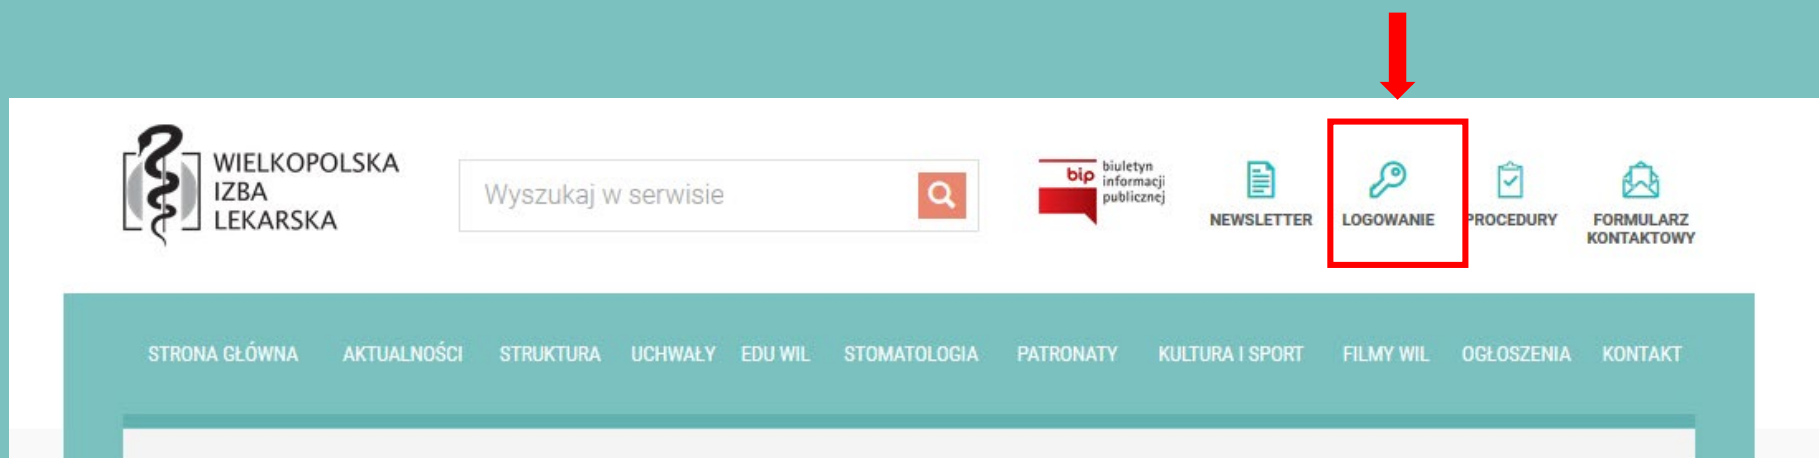 WIELKOPOLSKA
IZBA
LEKARSKA
Wyszukaj w serwisie
bip
biuletyn
informacji
publicznej
NEWSLETTER
LOGOWANIE
PROCEDURY
FORMULARZ
KONTAKTOWY
STRONA GŁÓWNA AKTUALNOŚCI STRUKTURA UCHWAŁY EDU WIL STOMATOLOGIA PATRONATY KULTURA I SPORT FILMY WIL OGŁOSZENIA KONTAKT